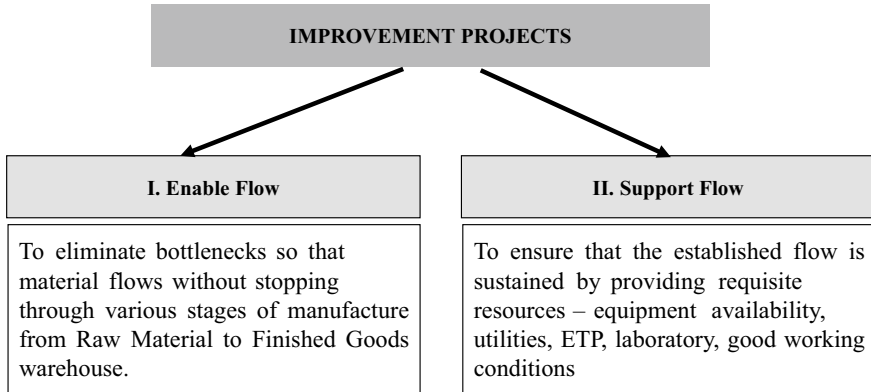 IMPROVEMENT PROJECTS
I. Enable Flow
To eliminate bottlenecks so that
material flows without stopping
through various stages of manufacture
from Raw Material to Finished Goods
warehouse.
II. Support Flow
To ensure that the established flow is
sustained by providing requisite
resources – equipment availability,
utilities, ETP, laboratory, good working
conditions